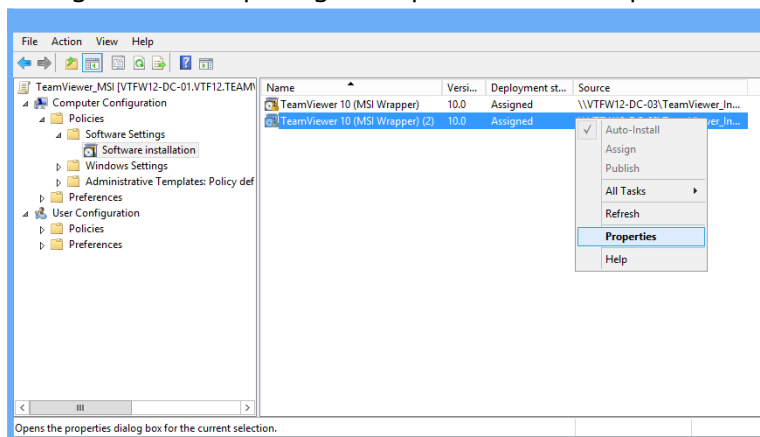 File Action View Help
TeamViewer_MSI [VTFW12-DC-01.VTF12.TEAMV
Computer Configuration
Policies
Software Settings
Software installation
Windows Settings
Administrative Templates: Policy def
Preferences
User Configuration
Policies
Preferences
Name Versi... Deployment st... Source
TeamViewer 10 (MSI Wrapper) 10.0 Assigned \\VTFW12-DC-03\TeamViewer_In...
TeamViewer 10 (MSI Wrapper) (2) 10.0 Assigned
Auto-Install
Assign
Publish
All Tasks
Refresh
Properties
Help
Opens the properties dialog box for the current selection.